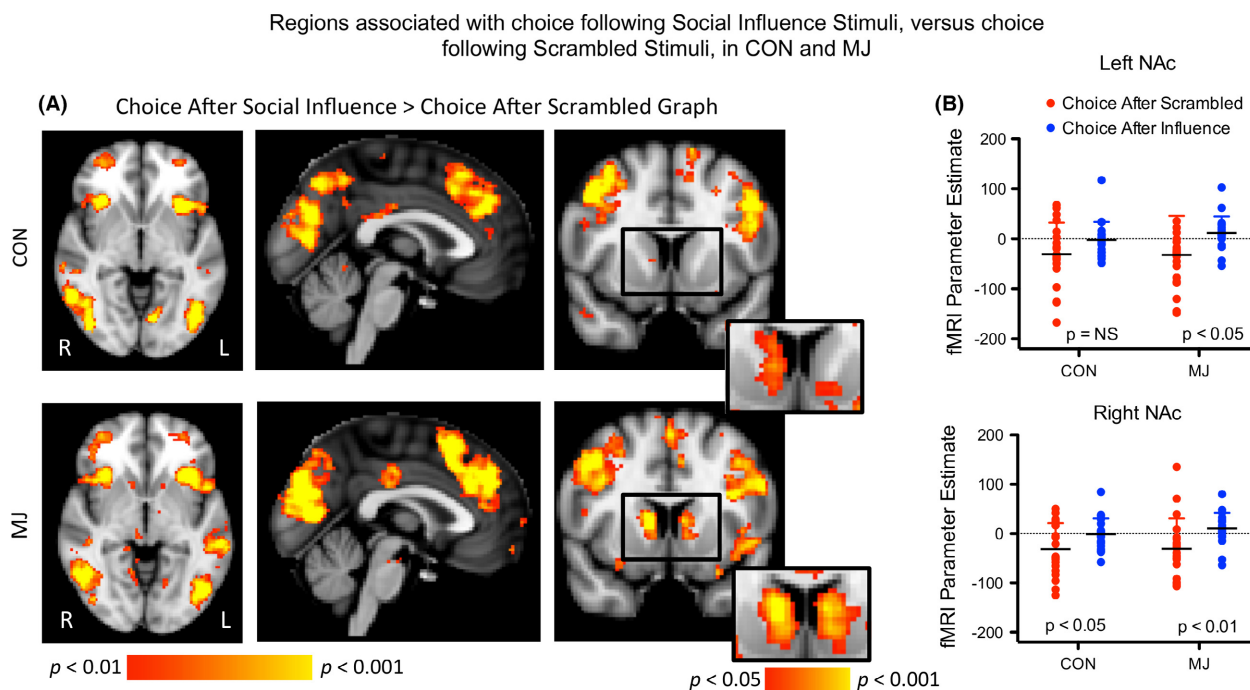 Regions associated with choice following Social Influence Stimuli, versus choice
following Scrambled Stimuli, in CON and MJ
(A)
Choice After Social Influence > Choice After Scrambled Graph
CON
R
L
MJ
R
L
p < 0.01
p < 0.001
p < 0.05
p < 0.001
Left NAc
(B)
Choice After Scrambled
Choice After Influence
fMRI Parameter Estimate
200
100
0
-100
-200
p = NS
p < 0.05
CON
MJ
Right NAc
fMRI Parameter Estimate
200
100
0
-100
-200
p < 0.05
p < 0.01
CON
MJ